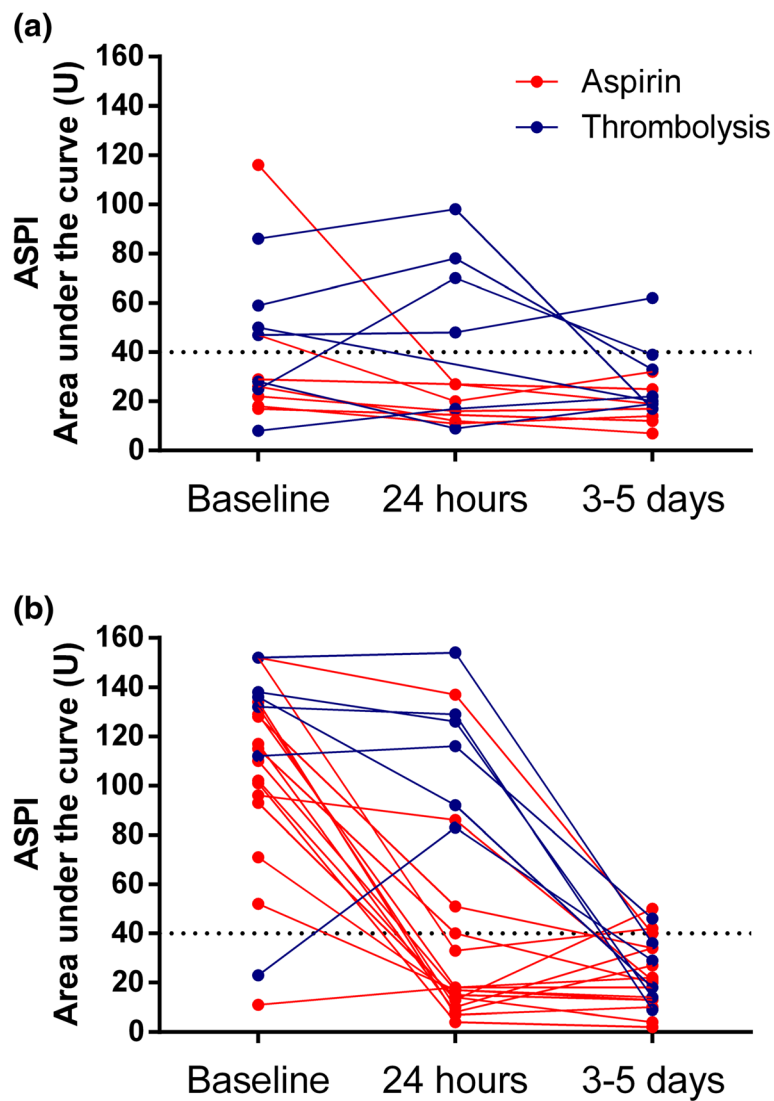 (a)
160
140
120
100
80
60
40
20
0
ASPI
Area under the curve (U)
Aspirin
Thrombolysis
Baseline 24 hours 3-5 days
(b)
160
140
120
100
80
60
40
20
0
ASPI
Area under the curve (U)
Baseline 24 hours 3-5 days